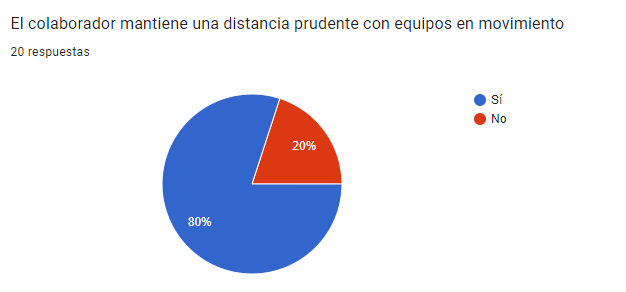 El colaborador mantiene una distancia prudente con equipos en movimiento
20 respuestas
Sí
No
20%
80%